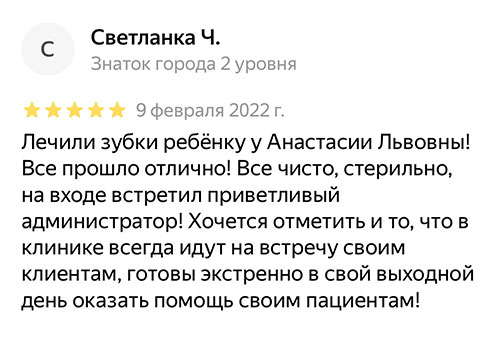 С
Светланка Ч.
Знаток города 2 уровня
9 февраля 2022 г.
Лечили зубки ребёнку у Анастасии Львовны!
Все прошло отлично! Все чисто, стерильно,
на входе встретил приветливый
администратор! Хочется отметить и то, что в
клинике всегда идут на встречу своим
клиентам, готовы экстренно в свой выходной
день оказать помощь своим пациентам!